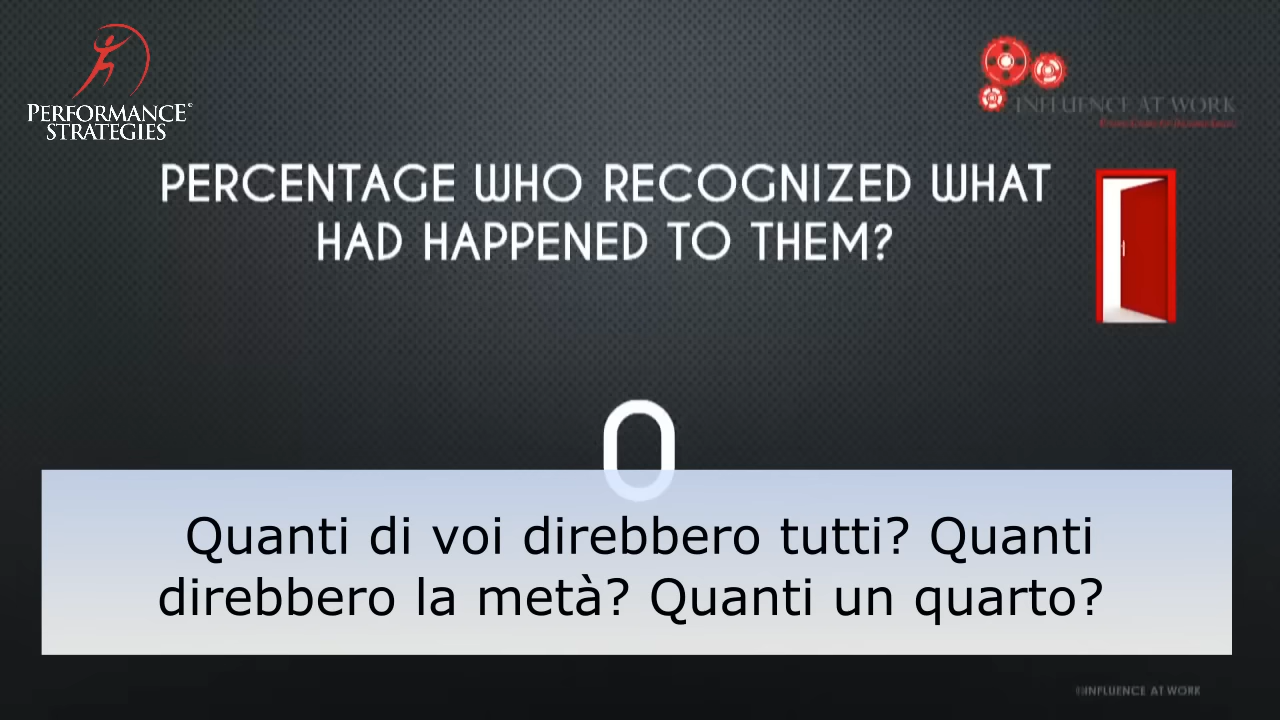 PERFORMANCE©
STRATEGIES
INFLUENCE AT WORK
PERCENTAGE WHO RECOGNIZED WHAT
HAD HAPPENED TO THEM?
0
Quanti di voi direbbero tutti? Quanti
direbbero la metà? Quanti un quarto?
INFLUENCE AT WORK